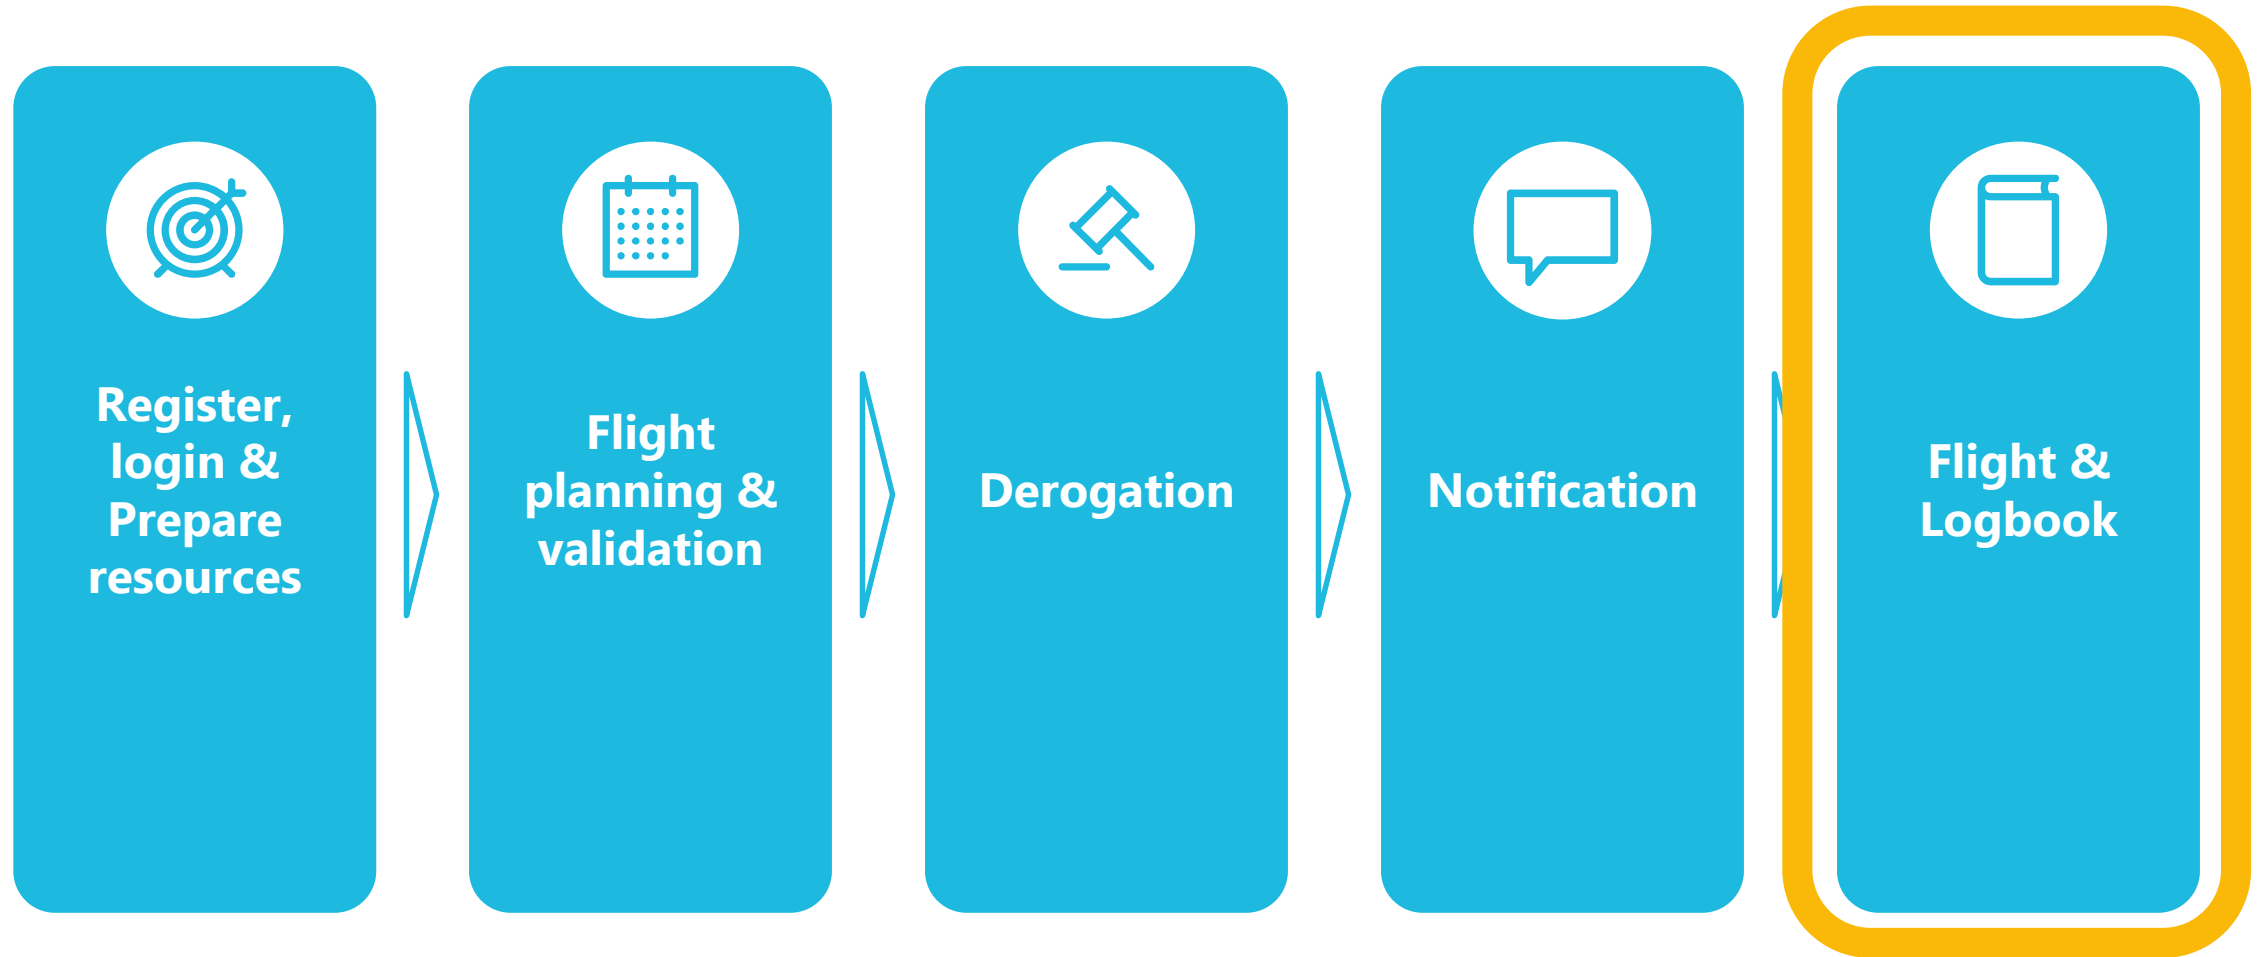 Register,
login &
Prepare
resources
Flight
planning &
validation
Derogation
Notification
Flight &
Logbook